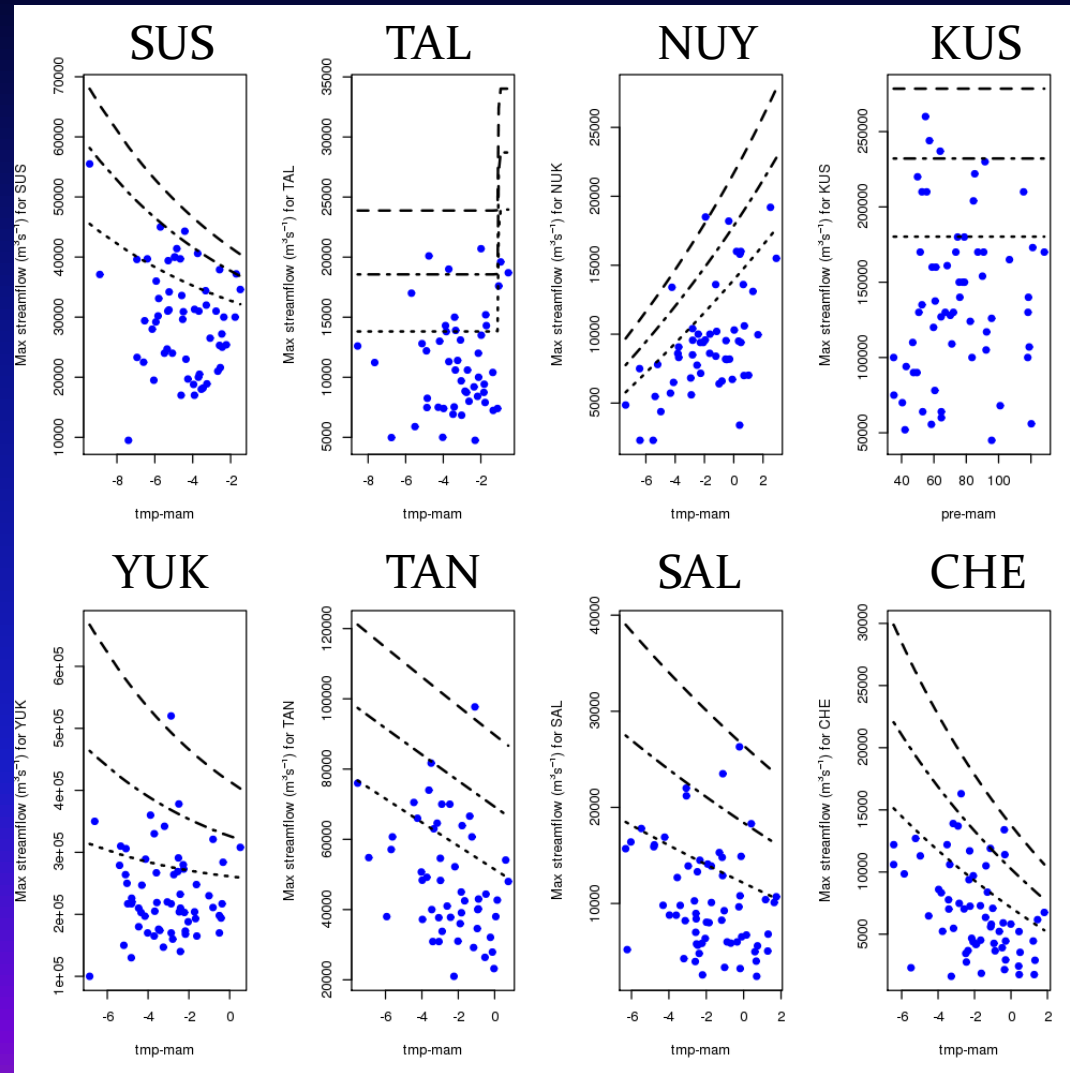 SUS
TAL
NUY
KUS
Max streamflow (m³s⁻¹) for SUS
10000 20000 30000 40000 50000 60000 70000
-8 -6 -4 -2
tmp-mam
Max streamflow (m³s⁻¹) for TAL
5000 10000 15000 20000 25000 30000 35000
-8 -6 -4 -2
tmp-mam
Max streamflow (m³s⁻¹) for NUK
5000 10000 15000 20000 25000
-6 -4 -2 0 2
tmp-mam
Max streamflow (m³s⁻¹) for KUS
50000 100000 150000 200000 250000
40 60 80 100
pre-mam
YUK
TAN
SAL
CHE
Max streamflow (m³s⁻¹) for YUK
1e+05 2e+05 3e+05 4e+05 5e+05 6e+05
-6 -4 -2 0
tmp-mam
Max streamflow (m³s⁻¹) for TAN
20000 40000 60000 80000 100000 120000
-6 -4 -2 0
tmp-mam
Max streamflow (m³s⁻¹) for SAL
10000 20000 30000 40000
-6 -4 -2 0 2
tmp-mam
Max streamflow (m³s⁻¹) for CHE
5000 10000 15000 20000 25000 30000
-6 -4 -2 0 2
tmp-mam